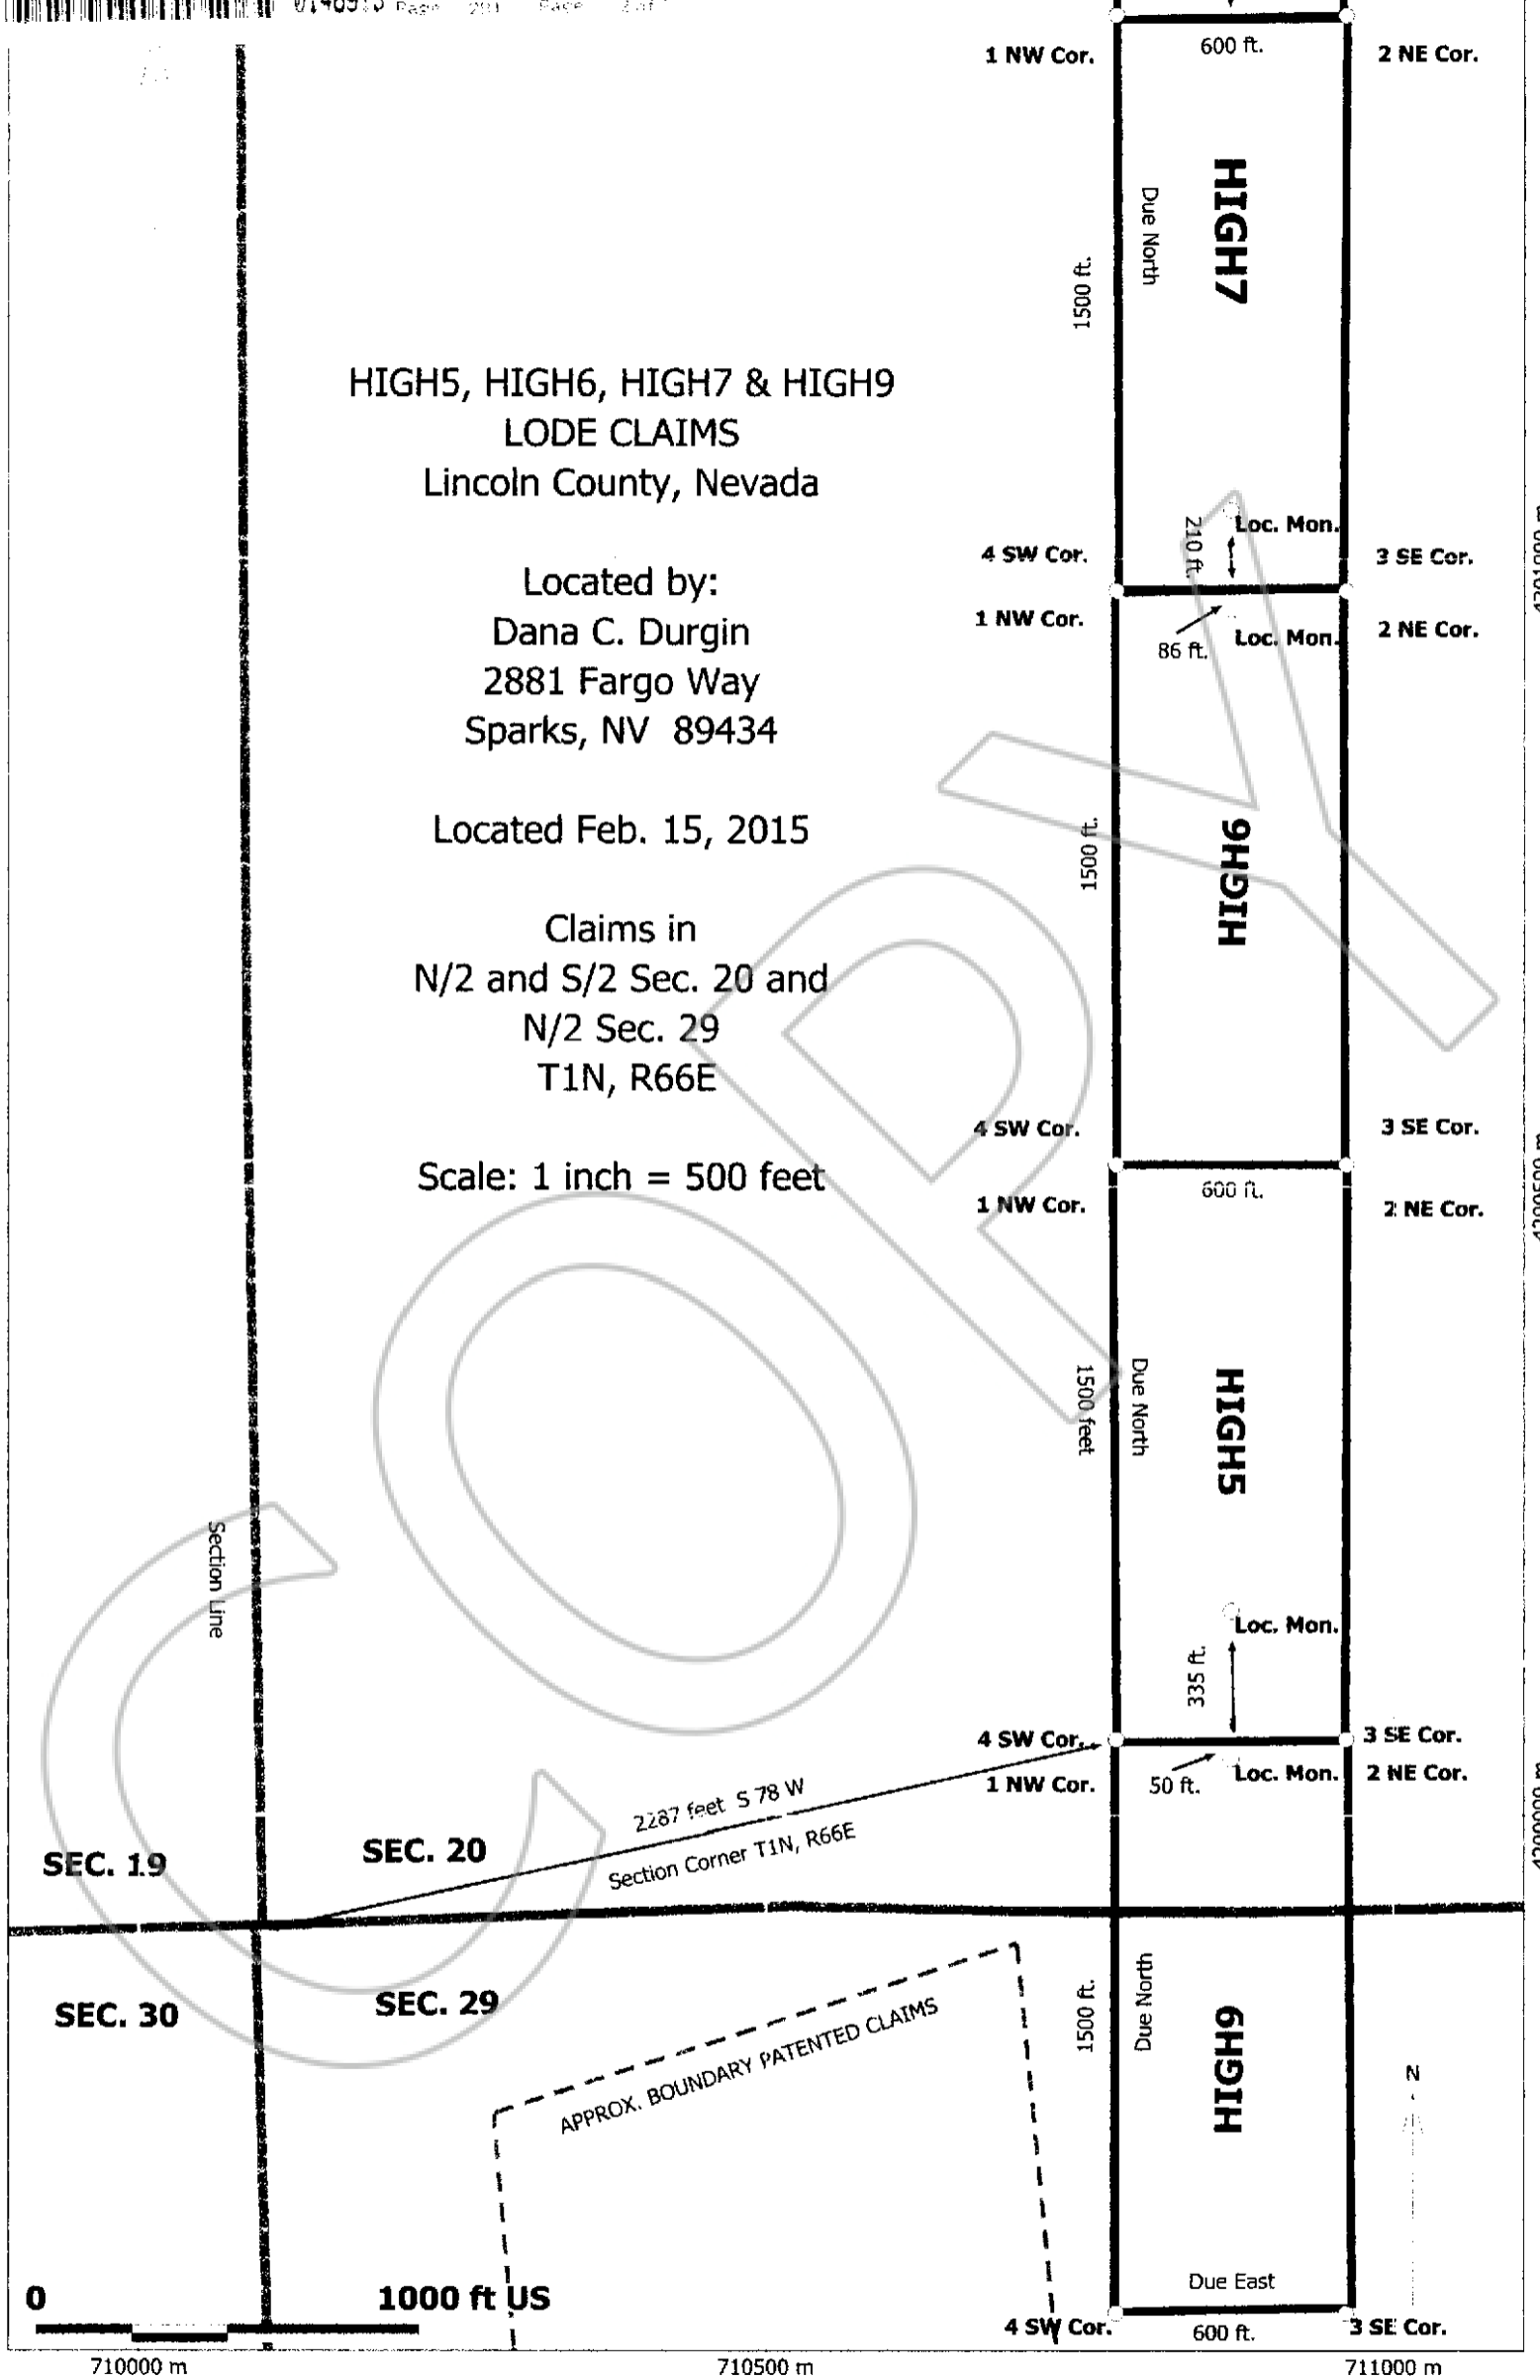 1 NW Cor.
600 ft.
2 NE Cor.
HIGH7
Due North
1500 ft.
HIGH5, HIGH6, HIGH7 & HIGH9
LODE CLAIMS
Lincoln County, Nevada
Located by:
Dana C. Durgin
2881 Fargo Way
Sparks, NV 89434
Located Feb. 15, 2015
Claims in
N/2 and S/2 Sec. 20 and
N/2 Sec. 29
T1N, R66E
Scale: 1 inch = 500 feet
Loc. Mon.
210 ft.
4 SW Cor.
3 SE Cor.
1 NW Cor.
86 ft.
Loc. Mon.
2 NE Cor.
1500 ft.
HIGH6
4 SW Cor.
3 SE Cor.
600 ft.
1 NW Cor.
2 NE Cor.
1500 feet
Due North
HIGH5
Section Line
Loc. Mon.
335 ft.
4 SW Cor.
3 SE Cor.
1 NW Cor.
50 ft.
Loc. Mon.
2 NE Cor.
2287 feet S 78 W
Section Corner T1N, R66E
SEC. 19
SEC. 20
SEC. 30
SEC. 29
APPROX. BOUNDARY PATENTED CLAIMS
1500 ft.
Due North
HIGH9
N
Due East
0
1000 ft US
4 SW Cor.
600 ft.
3 SE Cor.
710000 m
710500 m
711000 m
COPY